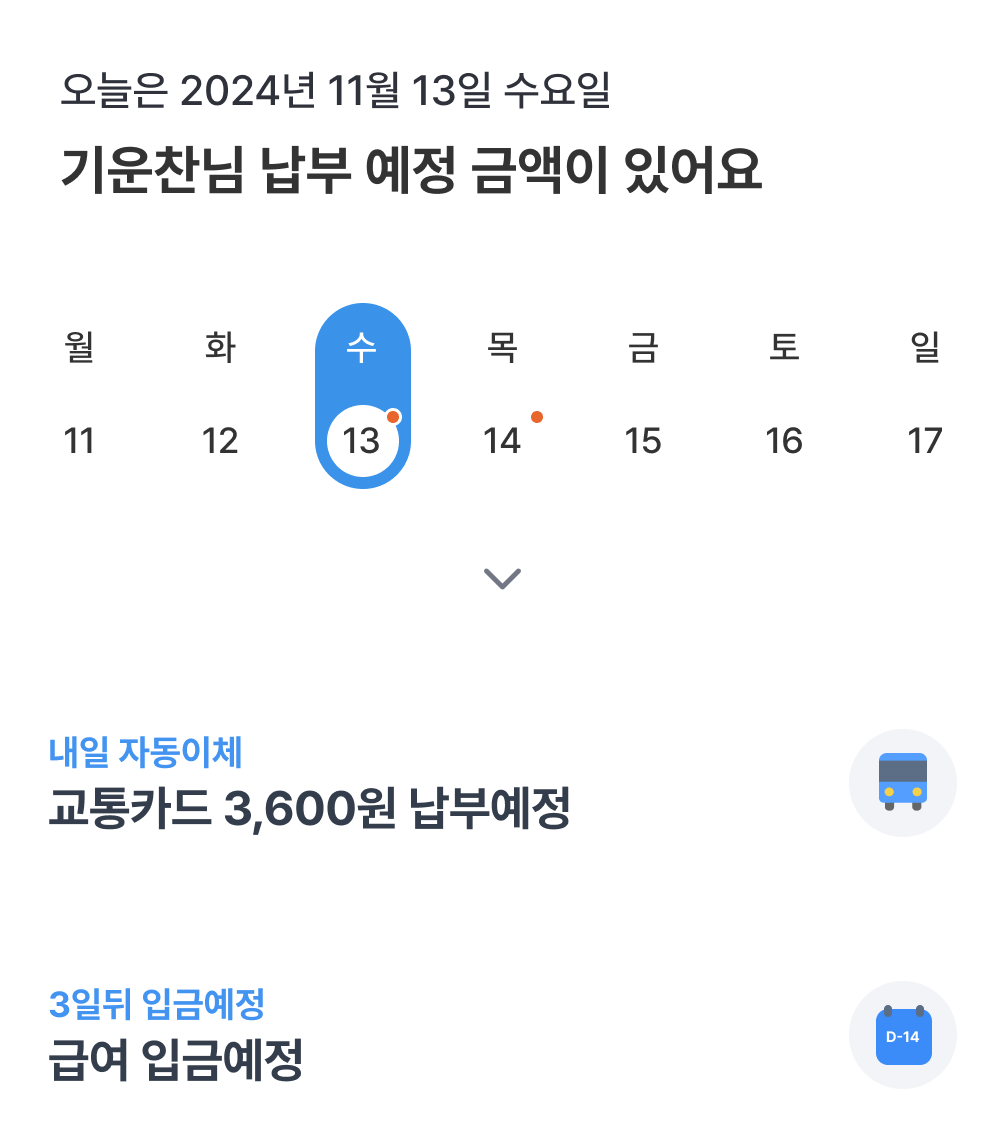 오늘은 2024년 11월 13일 수요일
기운찬님 납부 예정 금액이 있어요
월 화 수 목 금 토 일
11 12 13 14 15 16 17
내일 자동이체
교통카드 3,600원 납부예정
3일뒤 입금예정
급여 입금예정
D-14